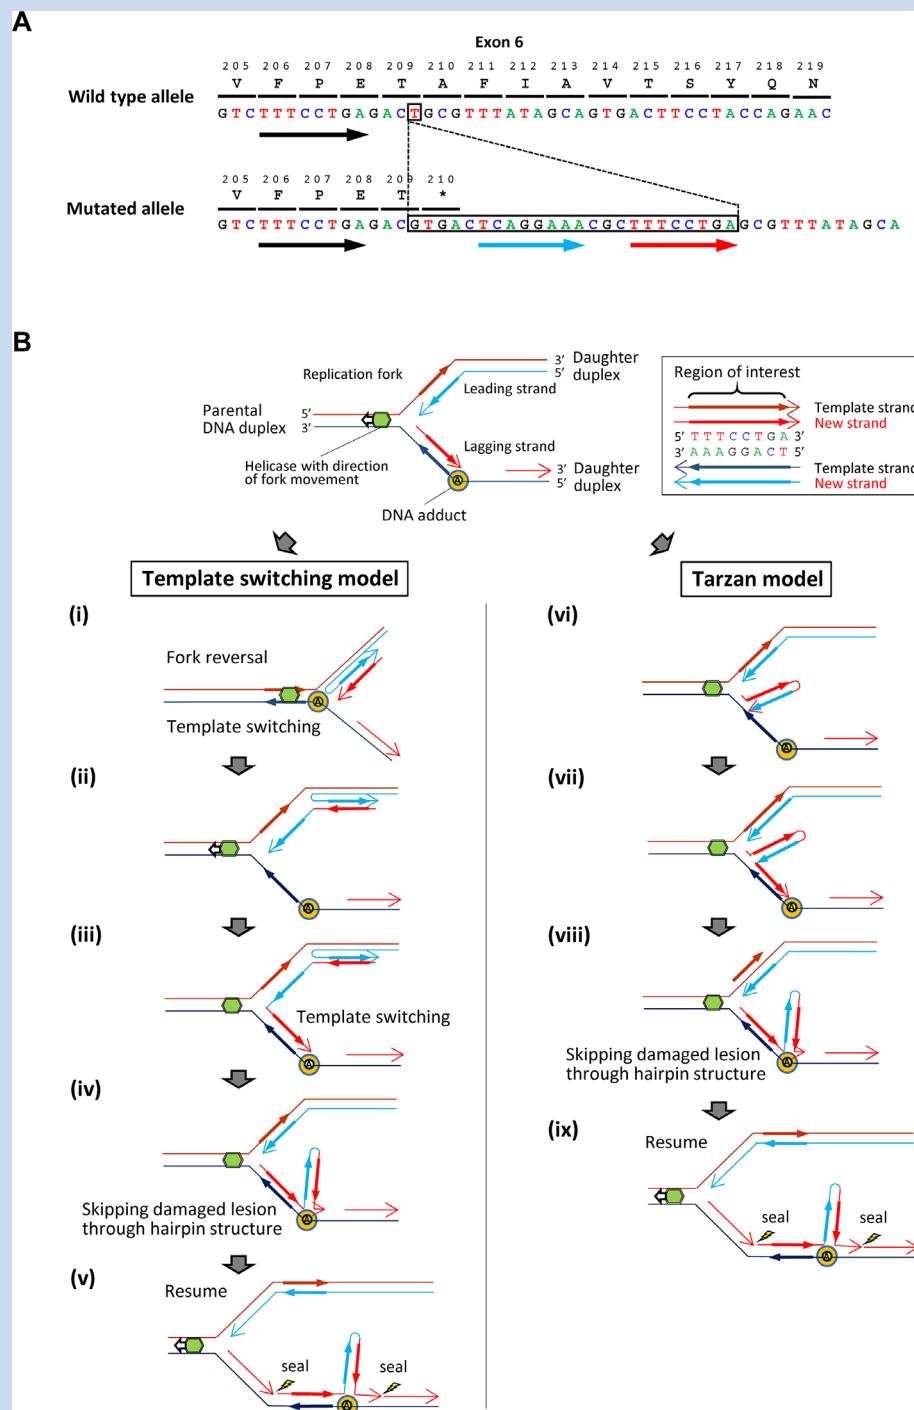 A
Exon 6
205 206 207 208 209 210 211 212 213 214 215 216 217 218 219
V F P E T A F I A V T S Y Q N
Wild type allele
GTCTTTCCTGAGACTGCGTTTATAGCAGTGACTTCCTACCAGAAC
205 206 207 208 209 210
V F P E T *
Mutated allele
GTCTTTCCTGAGACGTGACTCAGGAAACGCTTTCCTGAGCGTTTATAGCA
B
Replication fork
3’ Daughter
5’ duplex
Leading strand
Parental 5’
DNA duplex 3’
Lagging strand
Helicase with direction
of fork movement
A
3’ Daughter
5’ duplex
DNA adduct
Region of interest
Template strand
New strand
5’ TTTCCTGA 3’
3’ AAAGGACT 5’
Template strand
New strand
Template switching model
Tarzan model
(i)
Fork reversal
A
Template switching
(ii)
A
(iii)
Template switching
A
(iv)
Skipping damaged lesion
through hairpin structure
A
(v)
Resume
seal
seal
A
(vi)
A
(vii)
A
(viii)
Skipping damaged lesion
through hairpin structure
A
(ix)
Resume
seal
seal
A